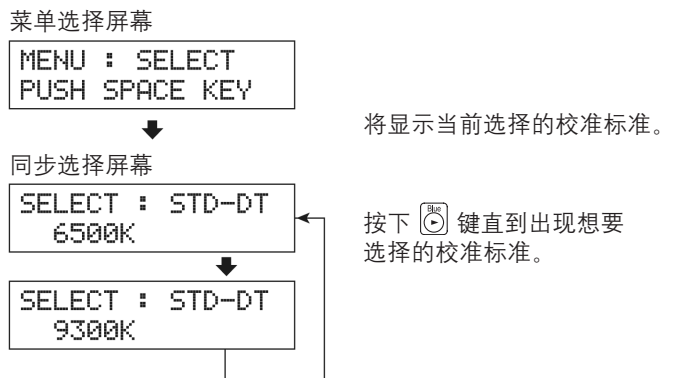 菜单选择屏幕
MENU : SELECT
PUSH SPACE KEY
将显示当前选择的校准标准。
同步选择屏幕
SELECT : STD-DT
6500K
按下 Blue 键直到出现想要
选择的校准标准。
SELECT : STD-DT
9300K